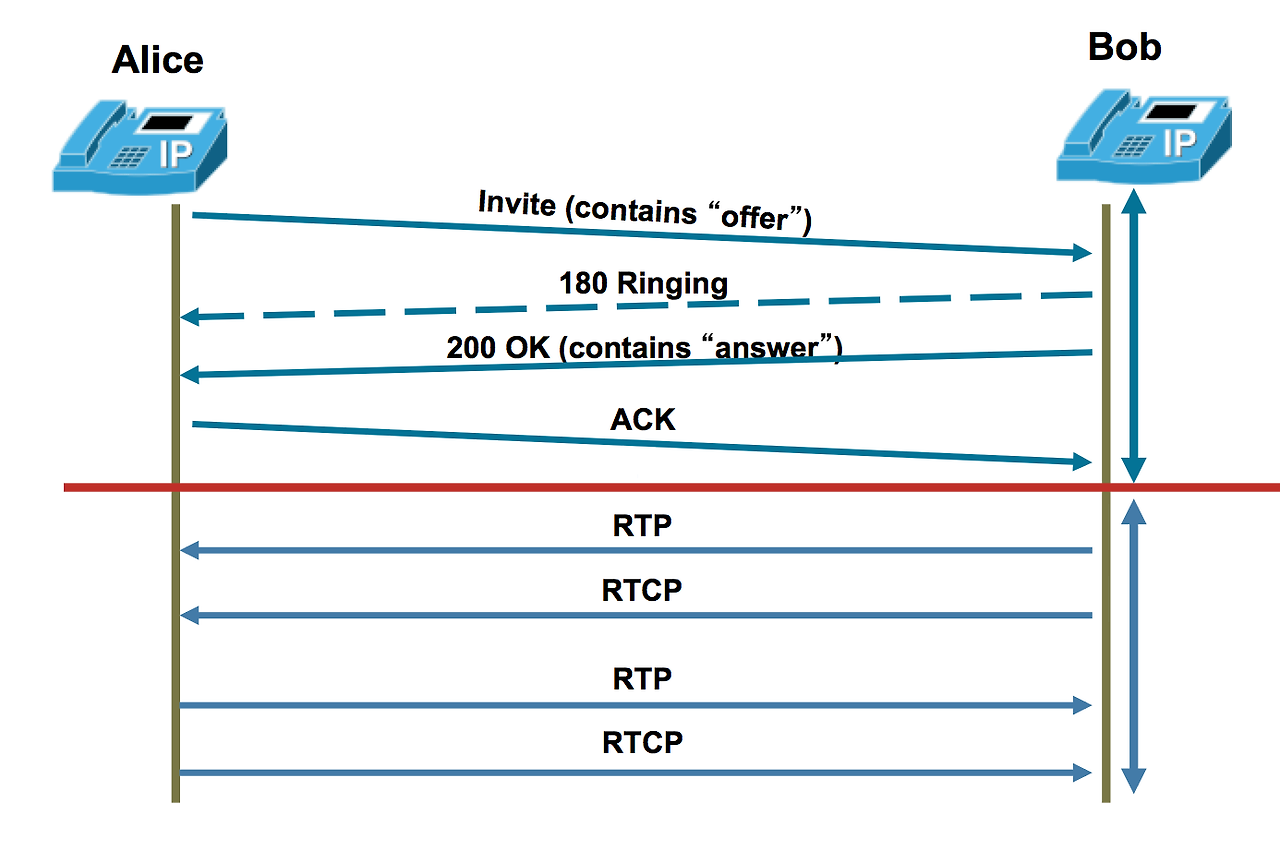 Alice
Bob
IP
IP
Invite (contains “offer”)
180 Ringing
200 OK (contains “answer”)
ACK
RTP
RTCP
RTP
RTCP